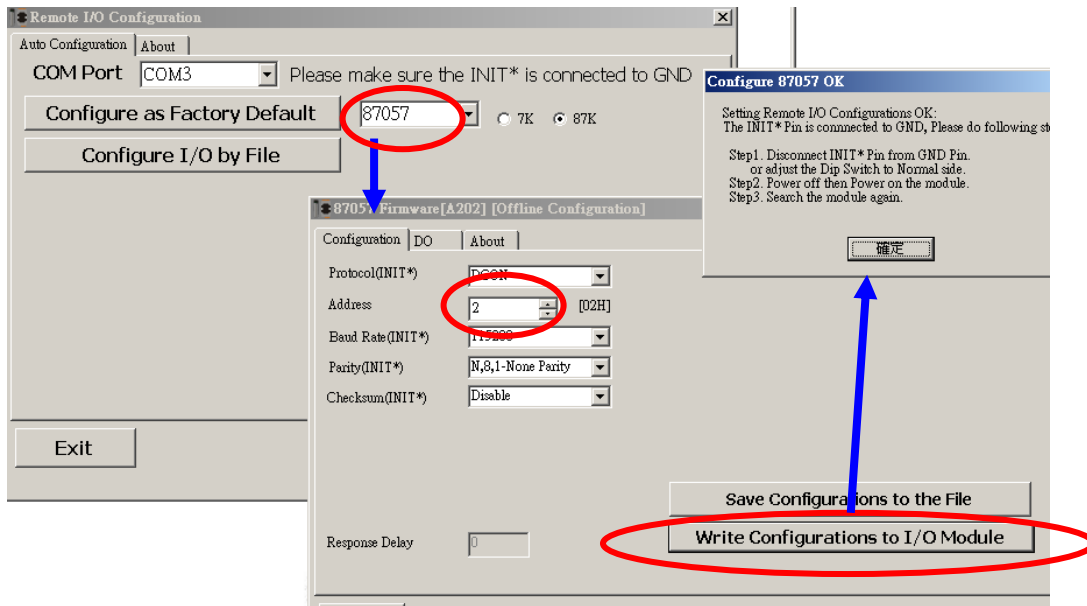 Remote I/O Configuration
Auto Configuration
About
COM Port
COM3
Please make sure the INIT* is connected to GND
Configure as Factory Default
87057
7K
87K
Configure I/O by File
Configure 87057 OK
Setting Remote I/O Configurations OK:
The INIT* Pin is connnected to GND, Please do following st
Step1. Disconnect INIT* Pin from GND Pin.
or adjust the Dip Switch to Normal side.
Step2. Power off then Power on the module.
Step3. Search the module again.
確定
87057 Firmware[A202] [Offline Configuration]
Configuration
DO
About
Protocol(INIT*)
DCON
Address
2
[02H]
Baud Rate(INIT*)
115200
Parity(INIT*)
N,8,1-None Parity
Checksum(INIT*)
Disable
Exit
Save Configurations to the File
Write Configurations to I/O Module
Response Delay
0